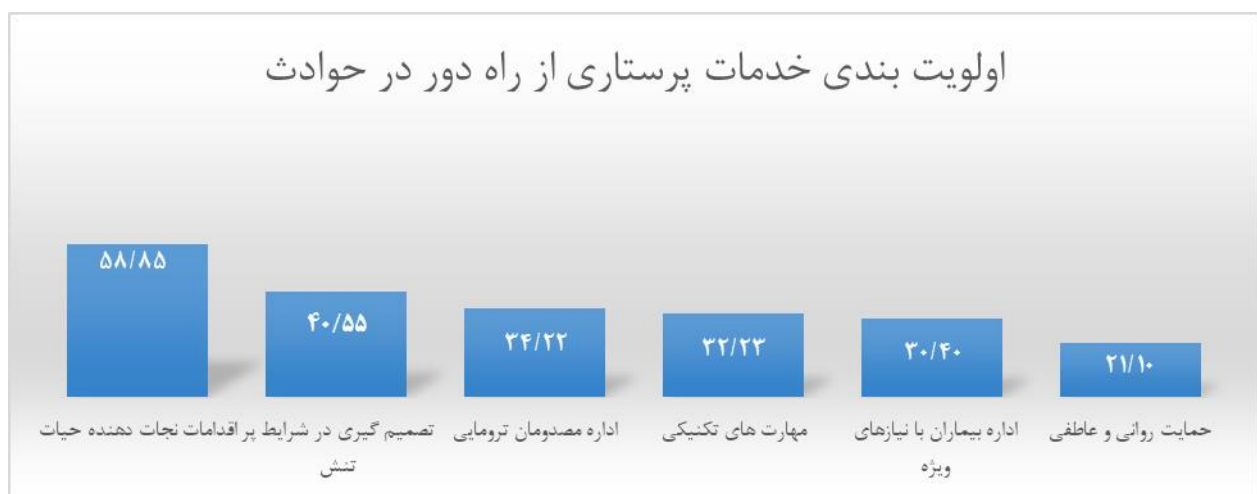 اولویت بندی خدمات پرستاری از راه دور در حوادث
۵۸/۸۵
۴۰/۵۵
۳۴/۲۲
۳۲/۲۳
۳۰/۴۰
۲۱/۱۰
اقدامات نجات دهنده حیات
تصمیم گیری در شرایط پر
تنش
اداره مصدومان ترومایی
مهارت های تکنیکی
اداره بیماران با نیازهای
ویژه
حمایت روانی و عاطفی